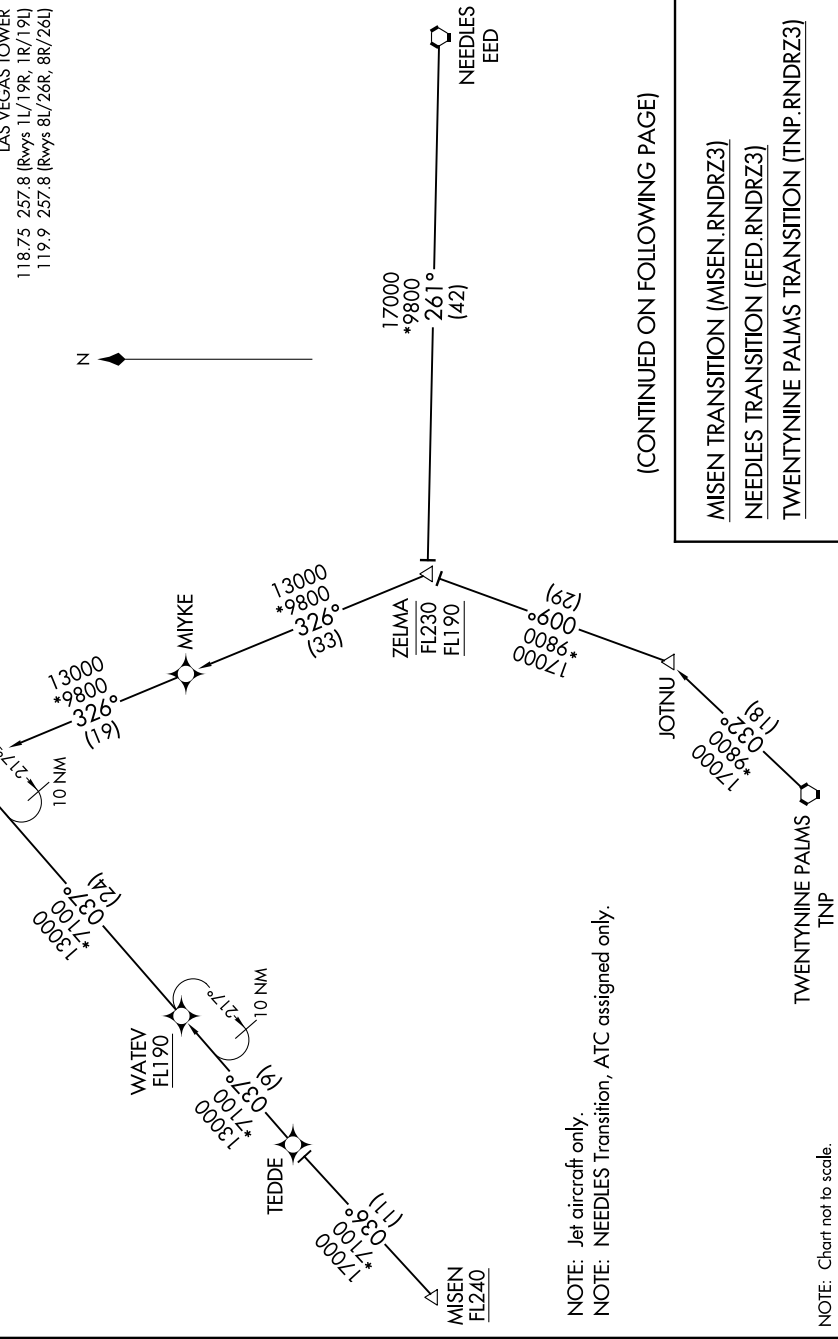 LAS VEGAS TOWER
118.75 257.8 (Rwys 1L/19R, 1R/19L)
119.9 257.8 (Rwys 8L/26R, 8R/26L)
N
NEEDLES
EED
17000
*9800
261°
(42)
ZELMA
FL230
FL190
13000
*9800
326°
(33)
MIYKE
13000
*9800
326°
(19)
217°
10 NM
13000
*7100
037°
(24)
WATEV
FL190
217°
10 NM
13000
*7100
037°
(9)
TEDDE
17000
*7100
036°
(11)
MISEN
FL240
17000
*9800
009°
(29)
JOTNU
17000
*9800
032°
(18)
TWENTYNINE PALMS
TNP
NOTE: Jet aircraft only.
NOTE: NEEDLES Transition, ATC assigned only.
NOTE: Chart not to scale.
(CONTINUED ON FOLLOWING PAGE)
MISEN TRANSITION (MISEN.RNDRZ3)
NEEDLES TRANSITION (EED.RNDRZ3)
TWENTYNINE PALMS TRANSITION (TNP.RNDRZ3)